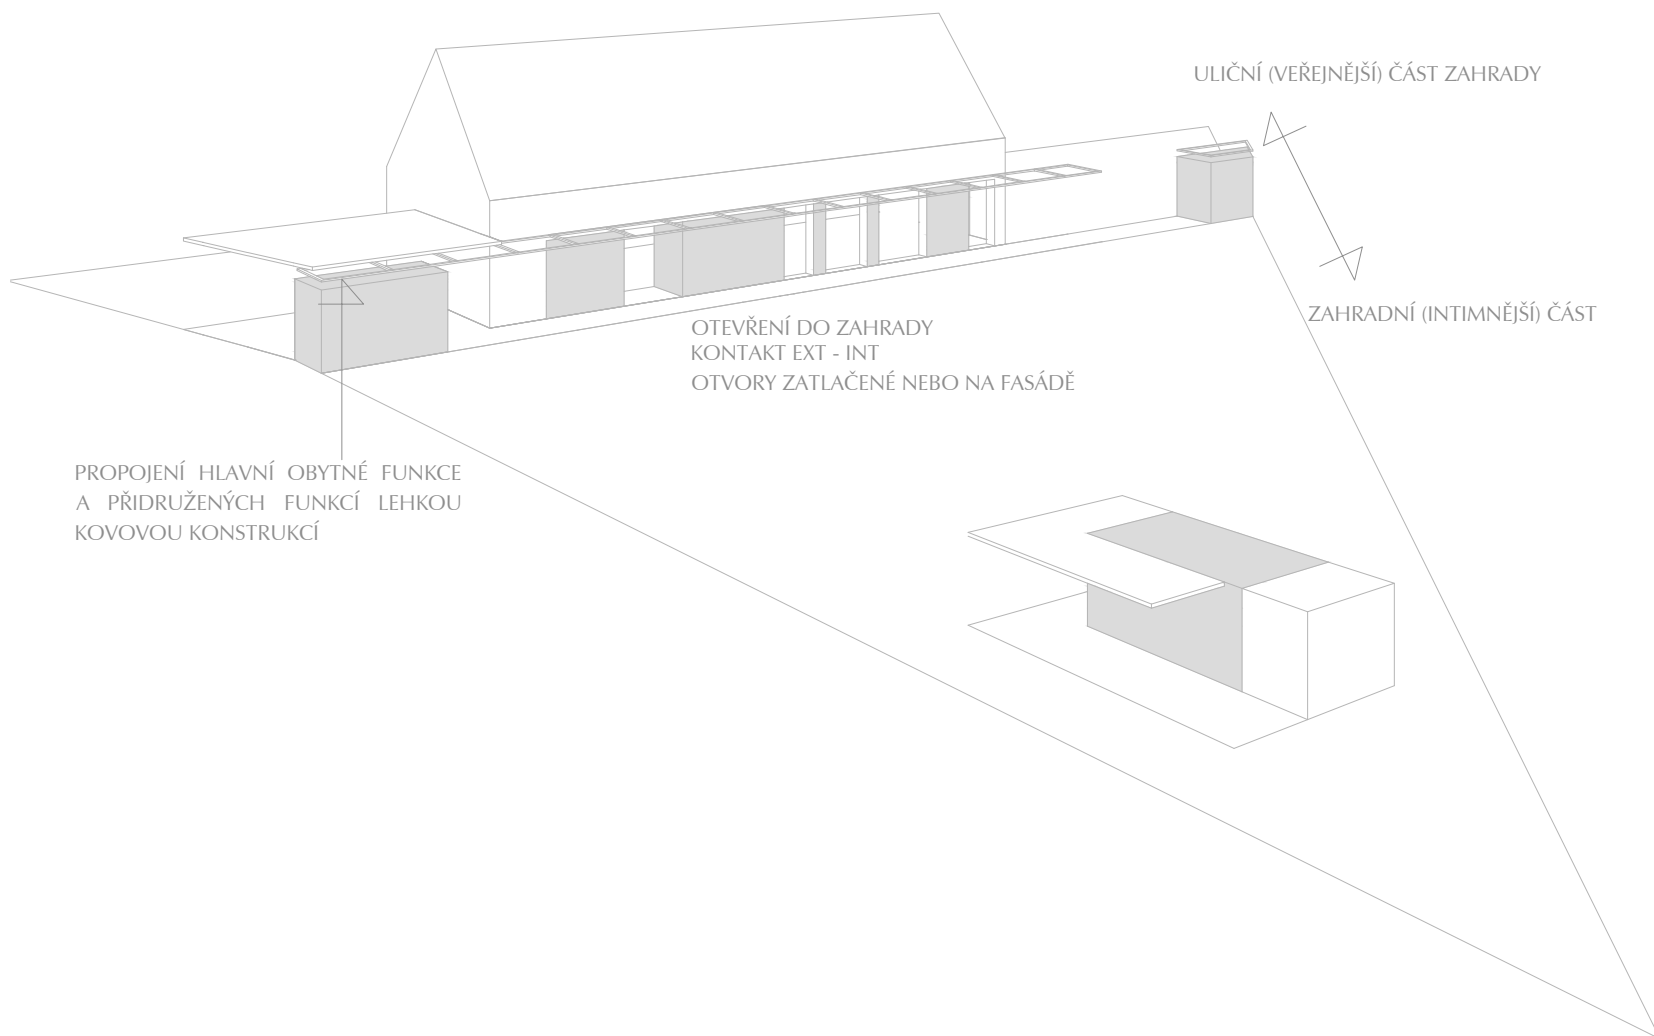 ULIČNÍ (VEŘEJNĚJŠÍ) ČÁST ZAHRADY
ZAHRADNÍ (INTIMNĚJŠÍ) ČÁST
OTEVŘENÍ DO ZAHRADY
KONTAKT EXT - INT
OTVORY ZATLAČENÉ NEBO NA FASÁDĚ
PROPOJENÍ HLAVNÍ OBYTNÉ FUNKCE
A PŘIDRUŽENÝCH FUNKCÍ LEHKOU
KOVOVOU KONSTRUKCÍ